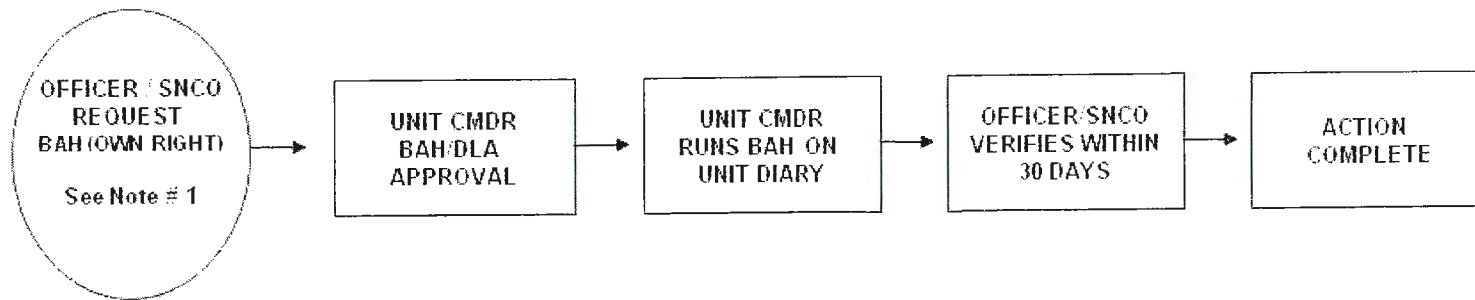 OFFICER / SNCO
REQUEST
BAH (OWN RIGHT)
See Note # 1
UNIT CMDR
BAH/DLA
APPROVAL
UNIT CMDR
RUNS BAH ON
UNIT DIARY
OFFICER/SNCO
VERIFIES WITHIN
30 DAYS
ACTION
COMPLETE